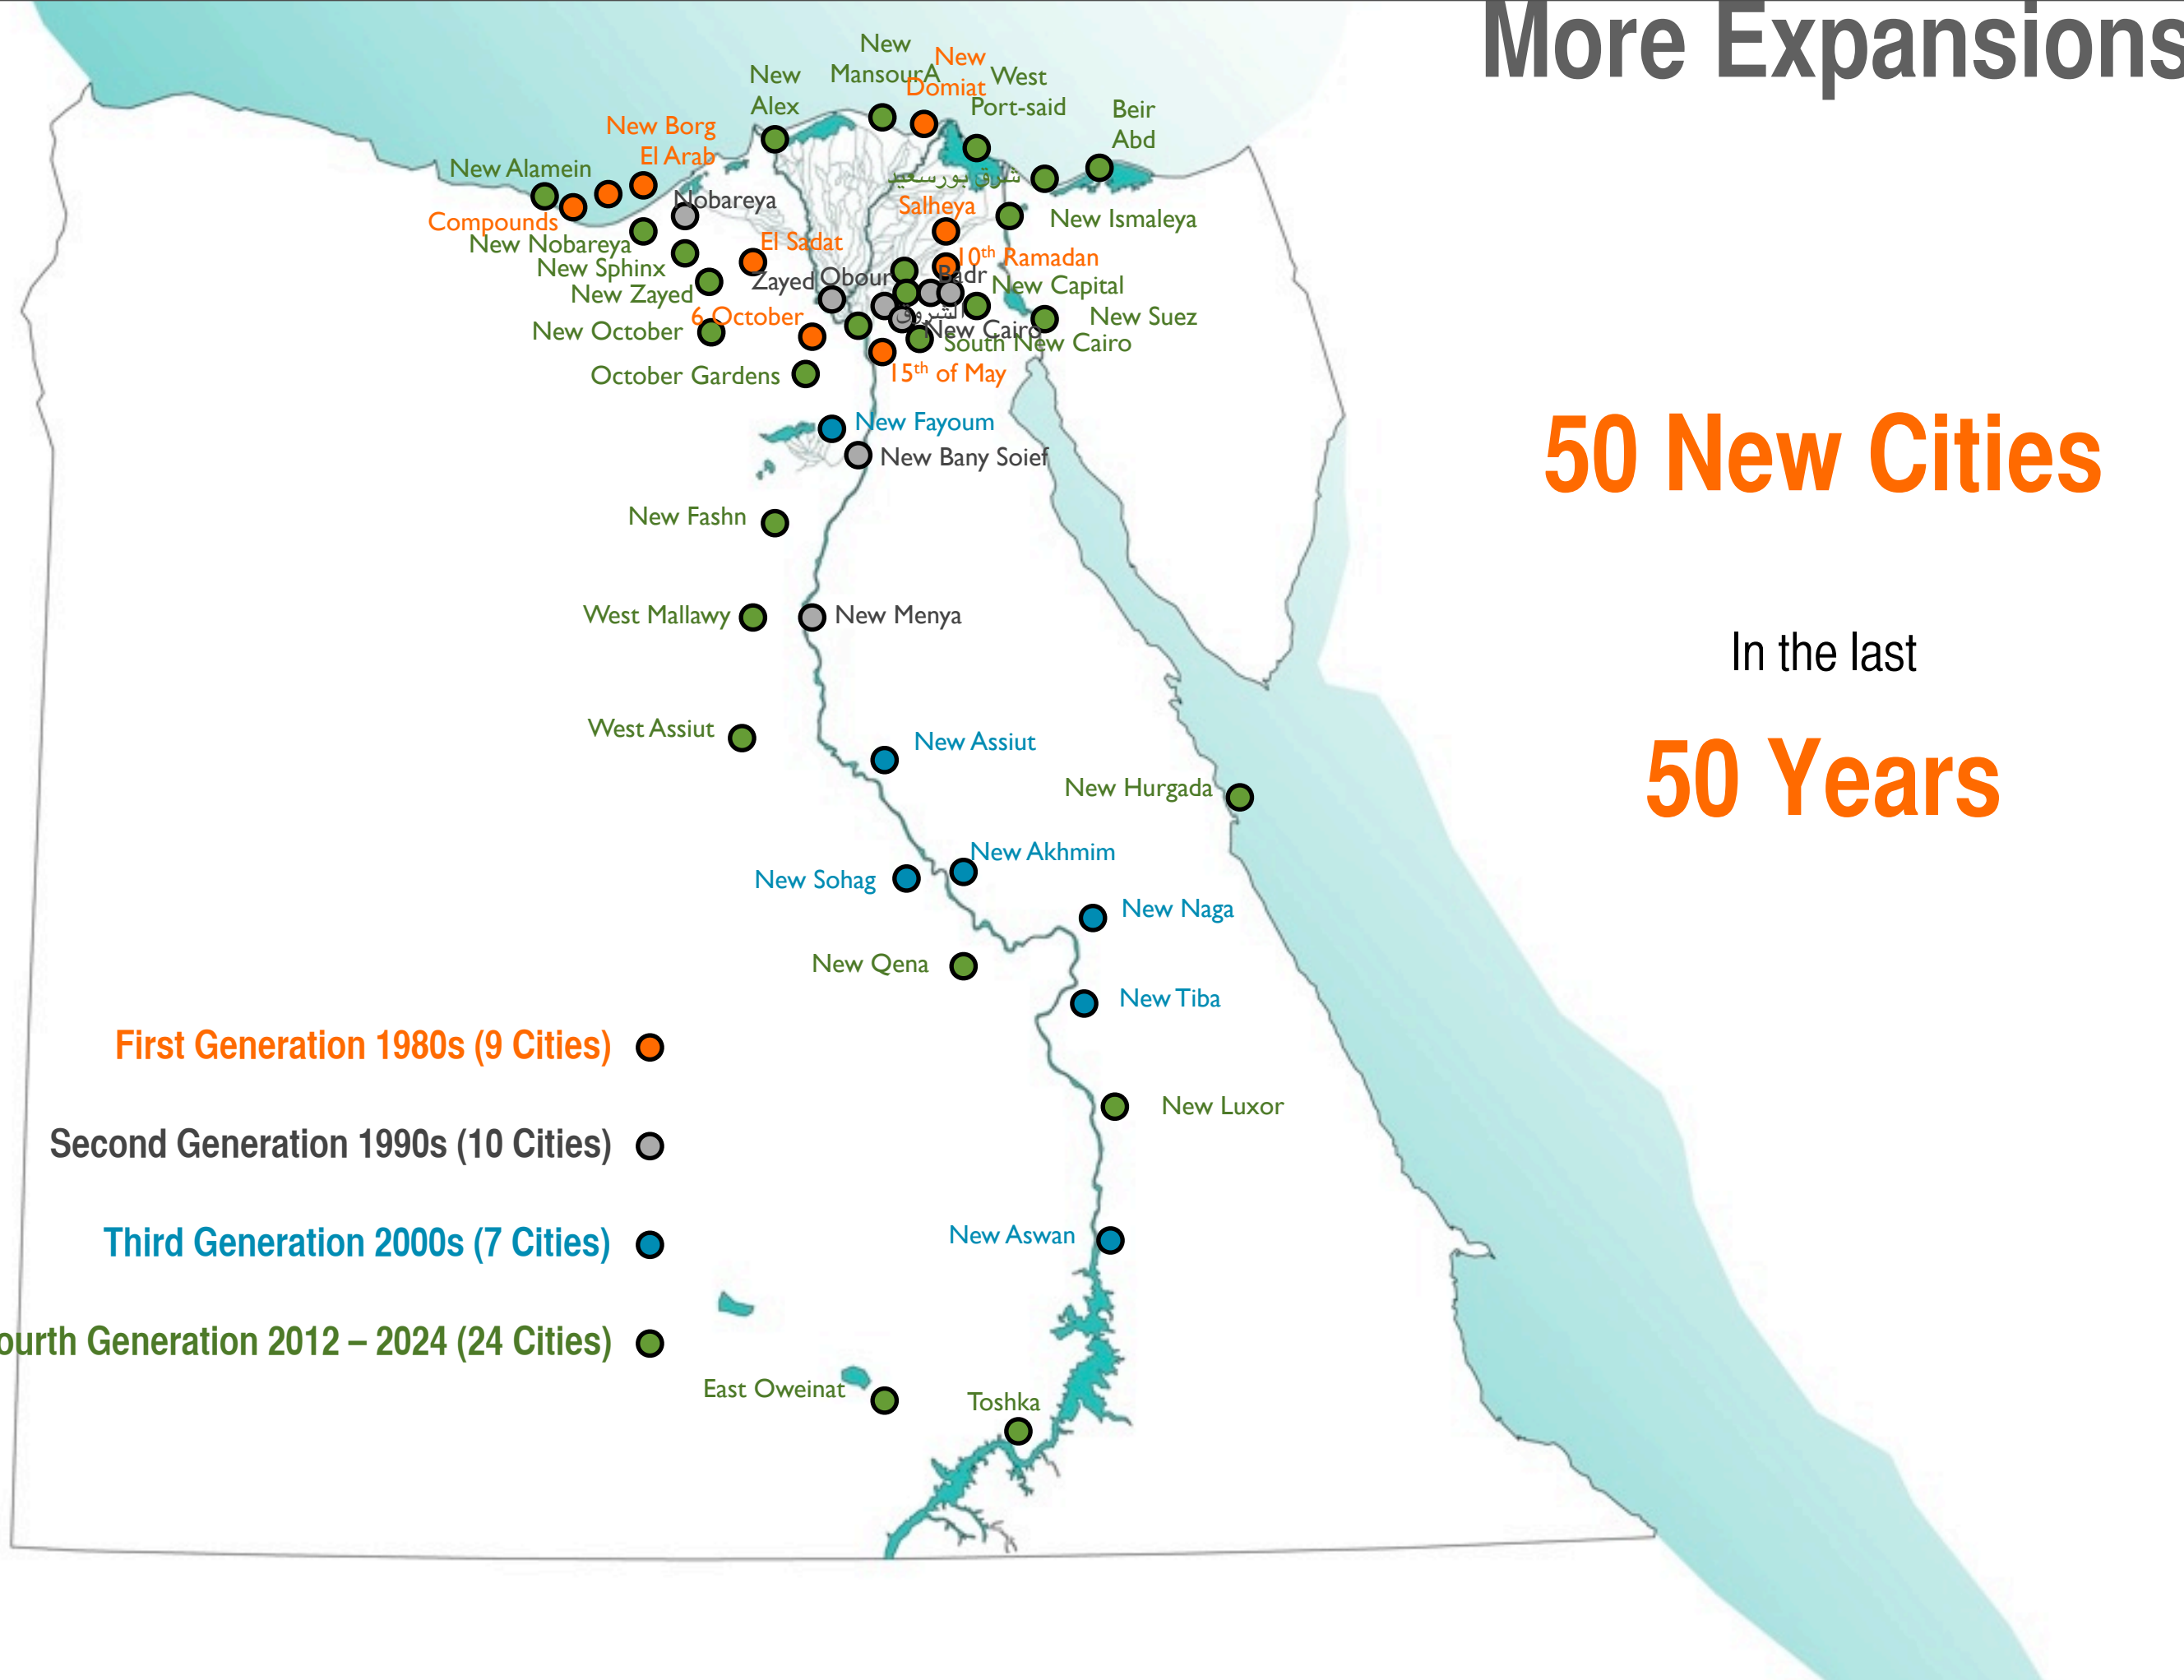 More Expansions
New
MansourA
New
Domiat
West
Port-said
New
Alex
Beir
Abd
New Borg
El Arab
New Alamein
شرق بورسعيد
Nobareya
Salheya
Compounds
New Ismaleya
New Nobareya
El Sadat
10th Ramadan
New Sphinx
Zayed
Obour
Badr
New Capital
New Zayed
6 October
الشروق
New Suez
New October
New Cairo
South New Cairo
October Gardens
15th of May
New Fayoum
New Bany Soief
50 New Cities
New Fashn
West Mallawy
New Menya
In the last
West Assiut
New Assiut
50 Years
New Hurgada
New Akhmim
New Sohag
New Naga
New Qena
New Tiba
First Generation 1980s (9 Cities)
New Luxor
Second Generation 1990s (10 Cities)
New Aswan
Third Generation 2000s (7 Cities)
ourth Generation 2012 – 2024 (24 Cities)
East Oweinat
Toshka